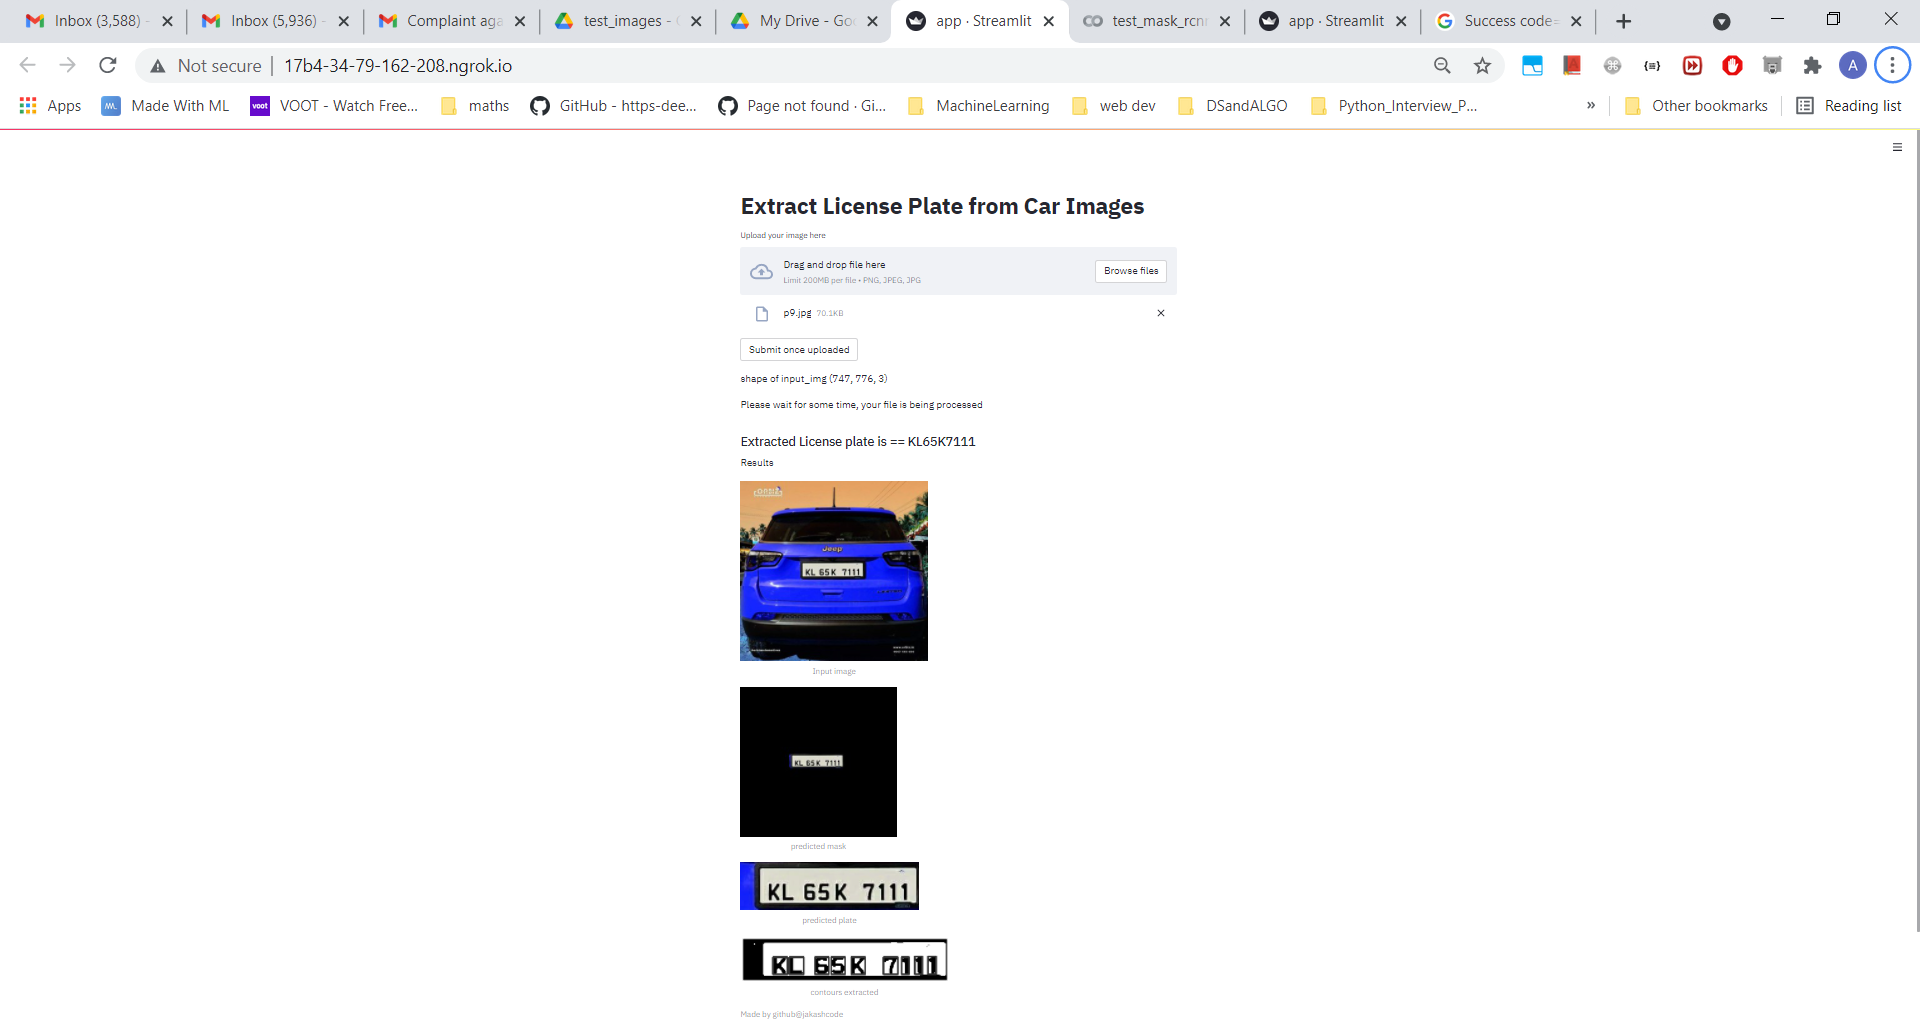 Inbox (3,588) -
Inbox (5,936) -
Complaint aga
test_images - G
My Drive - Goo
app · Streamlit
test_mask_rcn
app · Streamlit
Success code=
Not secure
17b4-34-79-162-208.ngrok.io
A
Apps
ML
Made With ML
voot
VOOT - Watch Free...
maths
GitHub - https-dee...
Page not found · Gi...
MachineLearning
web dev
DSandALGO
Python_Interview_P...
»
Other bookmarks
Reading list
Extract License Plate from Car Images
Upload your image here
Drag and drop file here
Limit 200MB per file • PNG, JPEG, JPG
Browse files
p9.jpg 70.1KB
Submit once uploaded
shape of input_img (747, 776, 3)
Please wait for some time, your file is being processed
Extracted License plate is == KL65K7111
Results
Jeep
KL 65K 7111
Input image
KL 65K 7111
predicted mask
KL 65K 7111
predicted plate
KL 65K 7111
contours extracted
Made by github@jakashcode